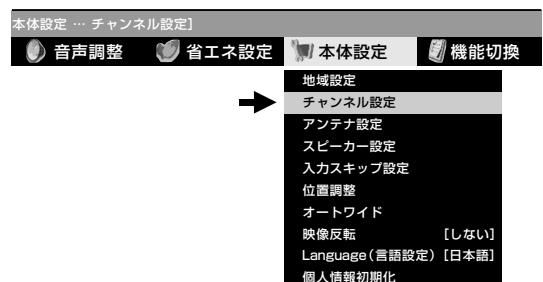 本体設定 … チャンネル設定]
音声調整 省エネ設定 本体設定 機能切換
地域設定
チャンネル設定
アンテナ設定
スピーカー設定
入力スキップ設定
位置調整
オートワイド
映像反転 [しない]
Language(言語設定) [日本語]
個人情報初期化